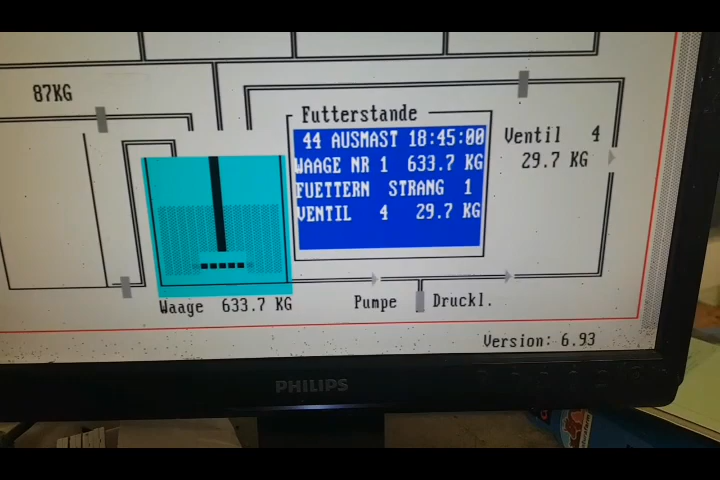 87KG
Futterstande
44 AUSMAST 18:45:00
WAAGE NR 1 633.7 KG
FUETTERN STRANG 1
VENTIL 4 29.7 KG
Ventil 4
29.7 KG
Waage 633.7 KG
Pumpe
Druckl.
Version: 6.93
PHILIPS